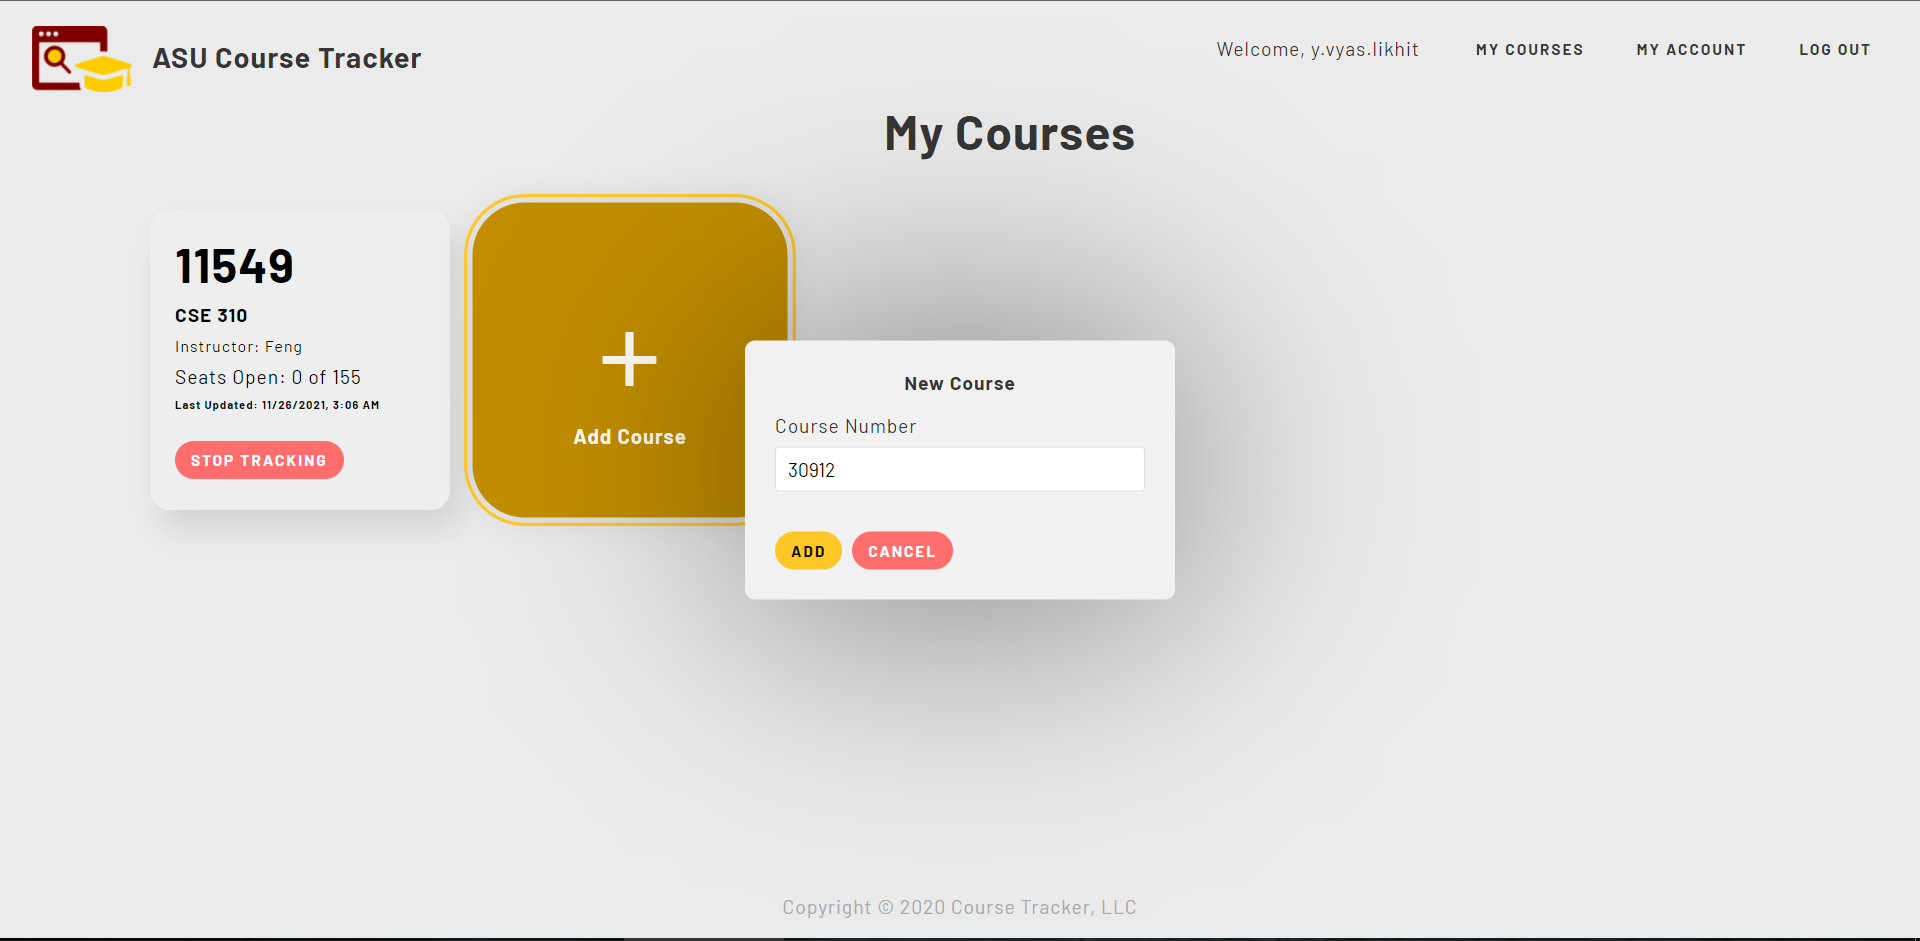 ASU Course Tracker
Welcome, y.vyas.likhit
MY COURSES
MY ACCOUNT
LOG OUT
My Courses
11549
CSE 310
Instructor: Feng
Seats Open: 0 of 155
Last Updated: 11/26/2021, 3:06 AM
STOP TRACKING
+
Add Course
New Course
Course Number
30912
ADD
CANCEL
Copyright © 2020 Course Tracker, LLC